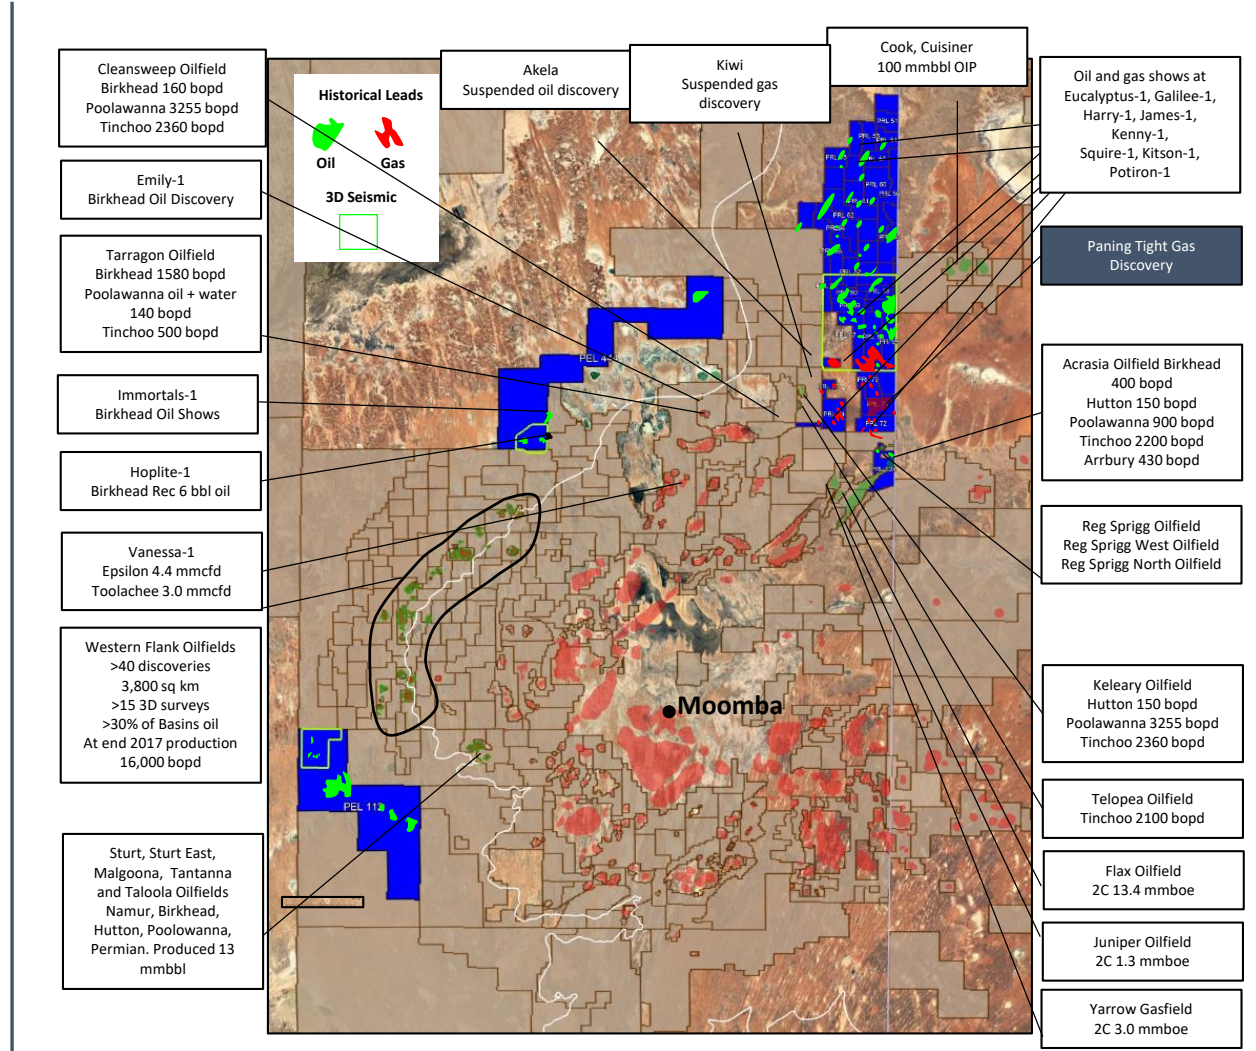 Cleansweep Oilfield
Birkhead 160 bopd
Poolawanna 3255 bopd
Tinchoo 2360 bopd
Emily-1
Birkhead Oil Discovery
Tarragon Oilfield
Birkhead 1580 bopd
Poolawanna oil + water
140 bopd
Tinchoo 500 bopd
Immortals-1
Birkhead Oil Shows
Hoplite-1
Birkhead Rec 6 bbl oil
Vanessa-1
Epsilon 4.4 mmcfd
Toolachee 3.0 mmcfd
Western Flank Oilfields
>40 discoveries
3,800 sq km
>15 3D surveys
>30% of Basins oil
At end 2017 production
16,000 bopd
Sturt, Sturt East,
Malgoona, Tantanna
and Taloola Oilfields
Namur, Birkhead,
Hutton, Poolowanna,
Permian. Produced 13
mmbbl
Historical Leads
Oil
Gas
3D Seismic
Akela
Suspended oil discovery
Kiwi
Suspended gas
discovery
Cook, Cuisiner
100 mmbbl OIP
Oil and gas shows at
Eucalyptus-1, Galilee-1,
Harry-1, James-1,
Kenny-1,
Squire-1, Kitson-1,
Potiron-1
Paning Tight Gas
Discovery
Acrasia Oilfield Birkhead
400 bopd
Hutton 150 bopd
Poolawanna 900 bopd
Tinchoo 2200 bopd
Arrbury 430 bopd
Reg Sprigg Oilfield
Reg Sprigg West Oilfield
Reg Sprigg North Oilfield
Keleary Oilfield
Hutton 150 bopd
Poolawanna 3255 bopd
Tinchoo 2360 bopd
Telopea Oilfield
Tinchoo 2100 bopd
Flax Oilfield
2C 13.4 mmboe
Juniper Oilfield
2C 1.3 mmboe
Yarrow Gasfield
2C 3.0 mmboe
PEL
PRL 62
PRL 72
Moomba
PEL 112